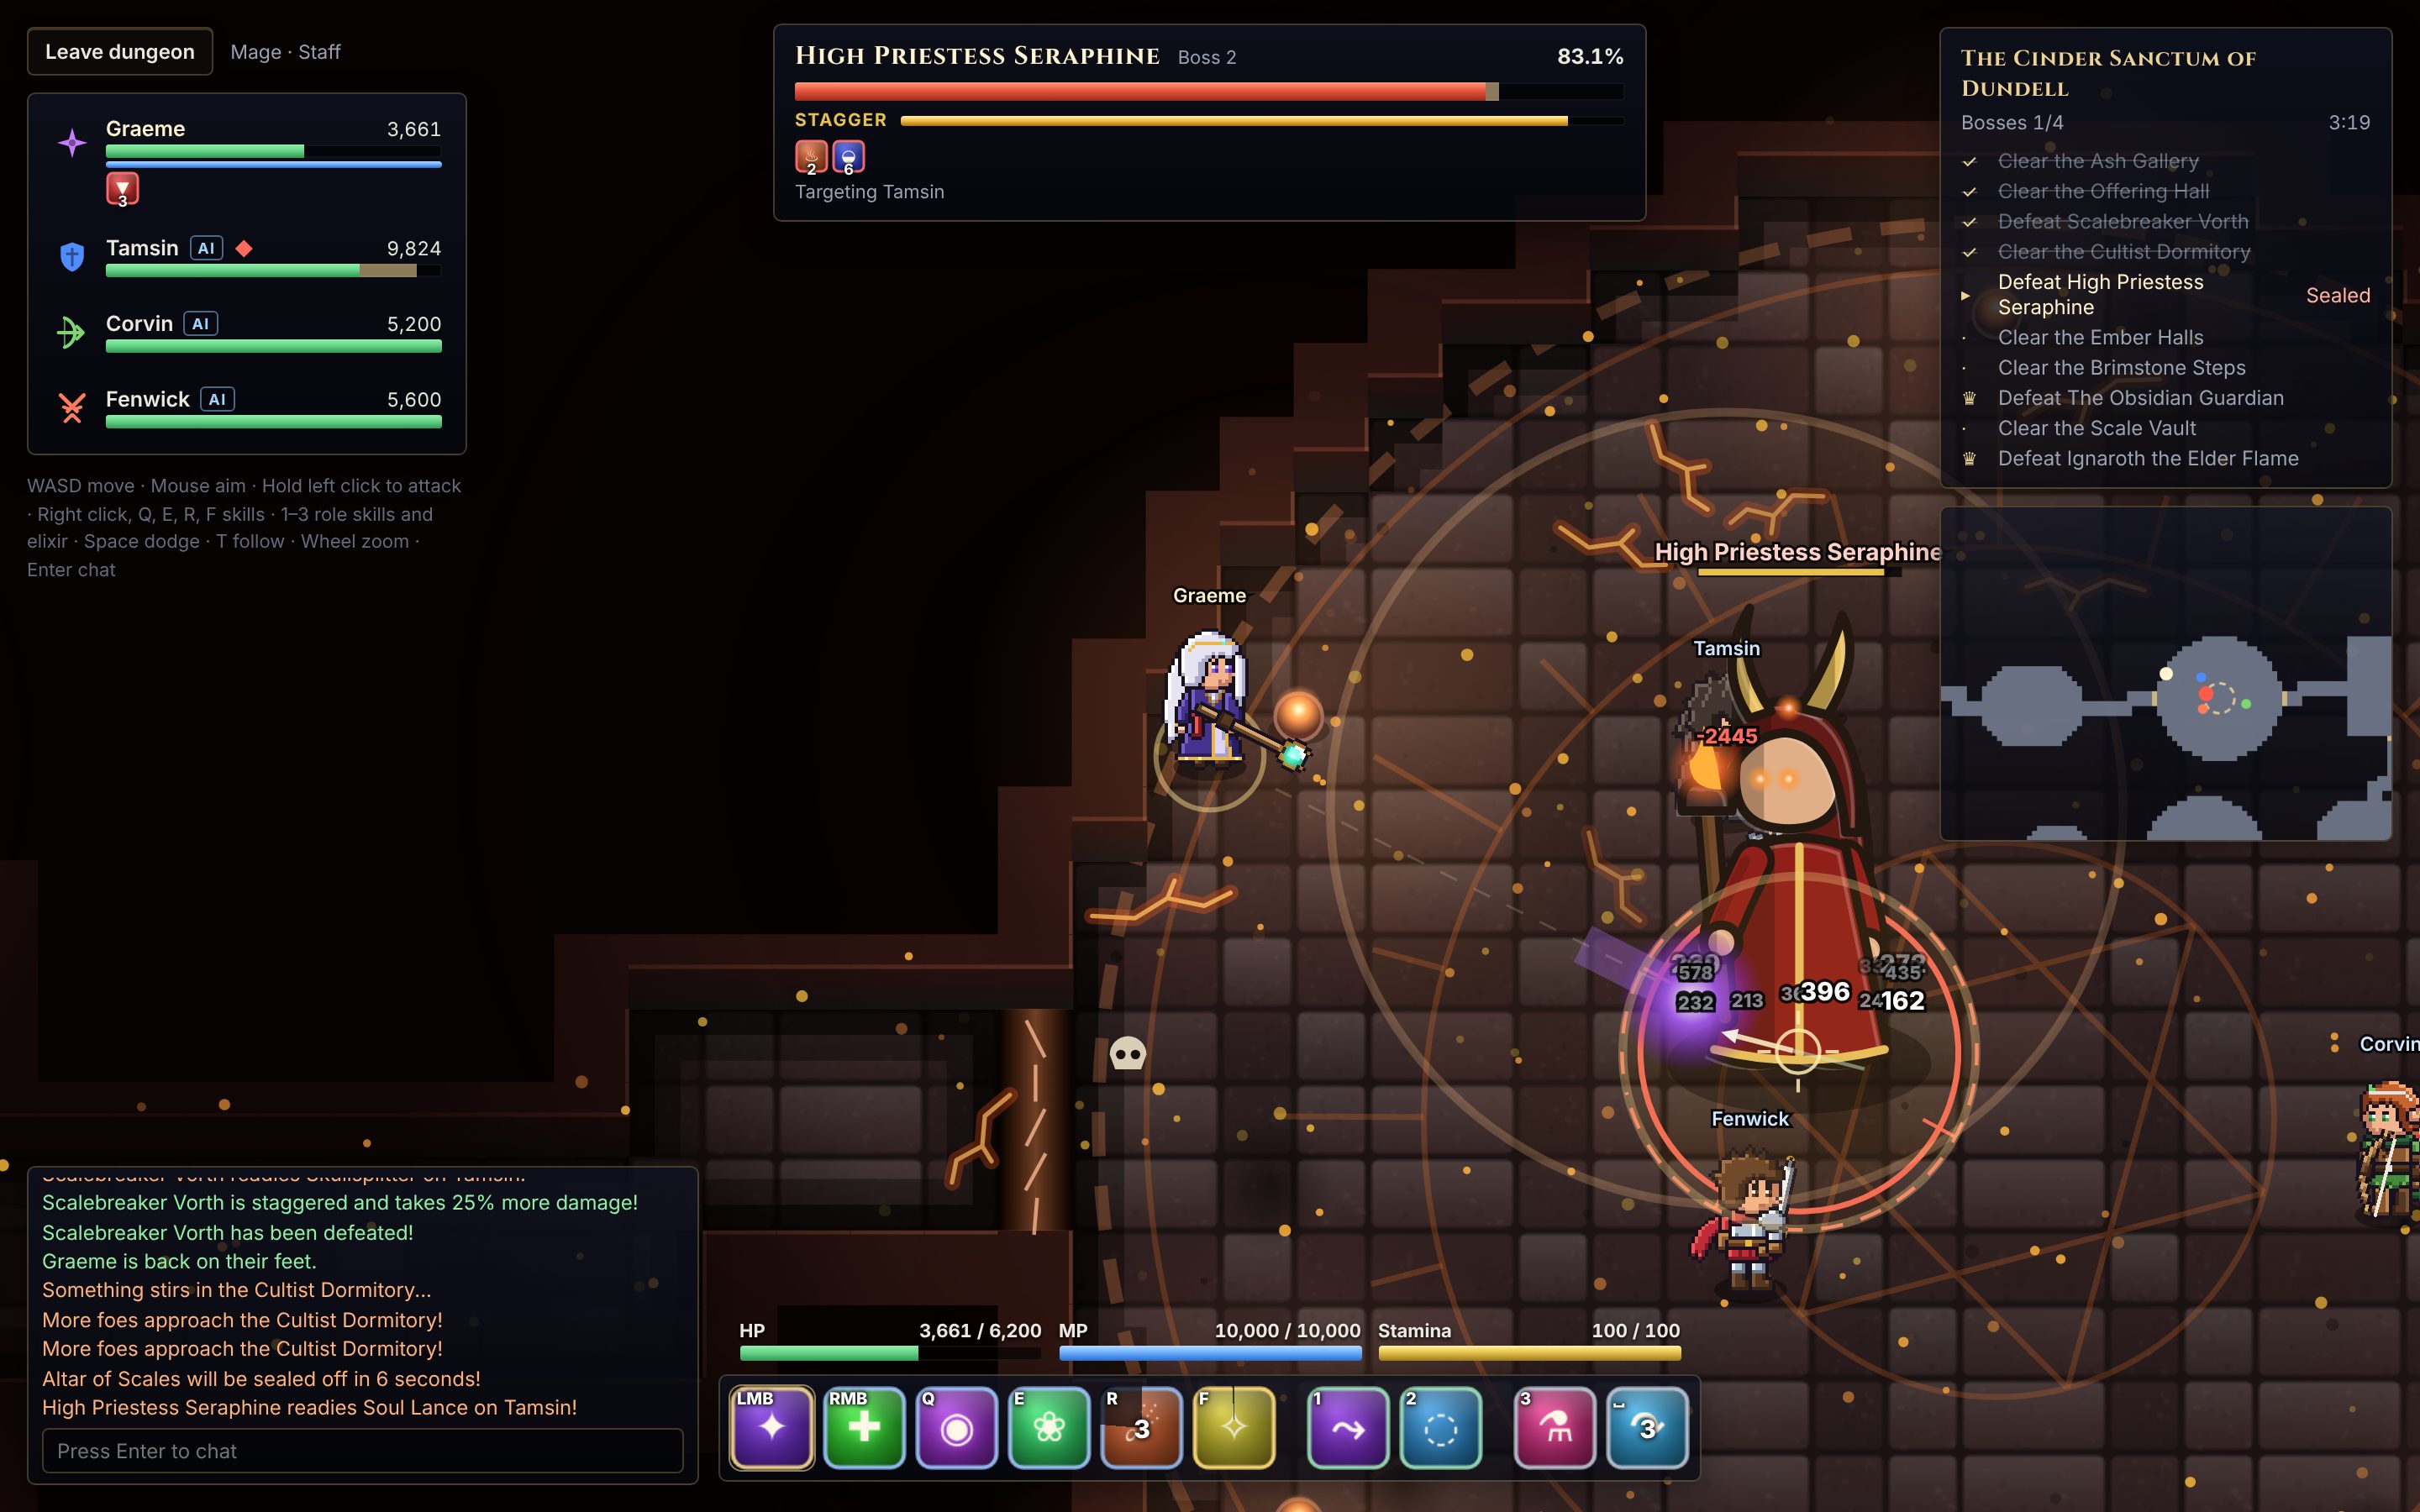 Leave dungeon
Mage · Staff
Graeme 3,661
3
Tamsin AI 9,824
Corvin AI 5,200
Fenwick AI 5,600
WASD move · Mouse aim · Hold left click to attack
· Right click, Q, E, R, F skills · 1–3 role skills and
elixir · Space dodge · T follow · Wheel zoom ·
Enter chat
High Priestess Seraphine Boss 2 83.1%
STAGGER
2 6
Targeting Tamsin
The Cinder Sanctum of
Dundell
Bosses 1/4 3:19
Clear the Ash Gallery
Clear the Offering Hall
Defeat Scalebreaker Vorth
Clear the Cultist Dormitory
Defeat High Priestess
Seraphine
Sealed
Clear the Ember Halls
Clear the Brimstone Steps
Defeat The Obsidian Guardian
Clear the Scale Vault
Defeat Ignaroth the Elder Flame
High Priestess Seraphine
Graeme
Tamsin
-2445
578 435
232 213 396 162
Corvin
Fenwick
Scalebreaker Vorth readies Skullsplitter on Tamsin.
Scalebreaker Vorth is staggered and takes 25% more damage!
Scalebreaker Vorth has been defeated!
Graeme is back on their feet.
Something stirs in the Cultist Dormitory...
More foes approach the Cultist Dormitory!
More foes approach the Cultist Dormitory!
Altar of Scales will be sealed off in 6 seconds!
High Priestess Seraphine readies Soul Lance on Tamsin!
Press Enter to chat
HP 3,661 / 6,200 MP 10,000 / 10,000 Stamina 100 / 100
LMB RMB Q E R 3 F 1 2 3 3